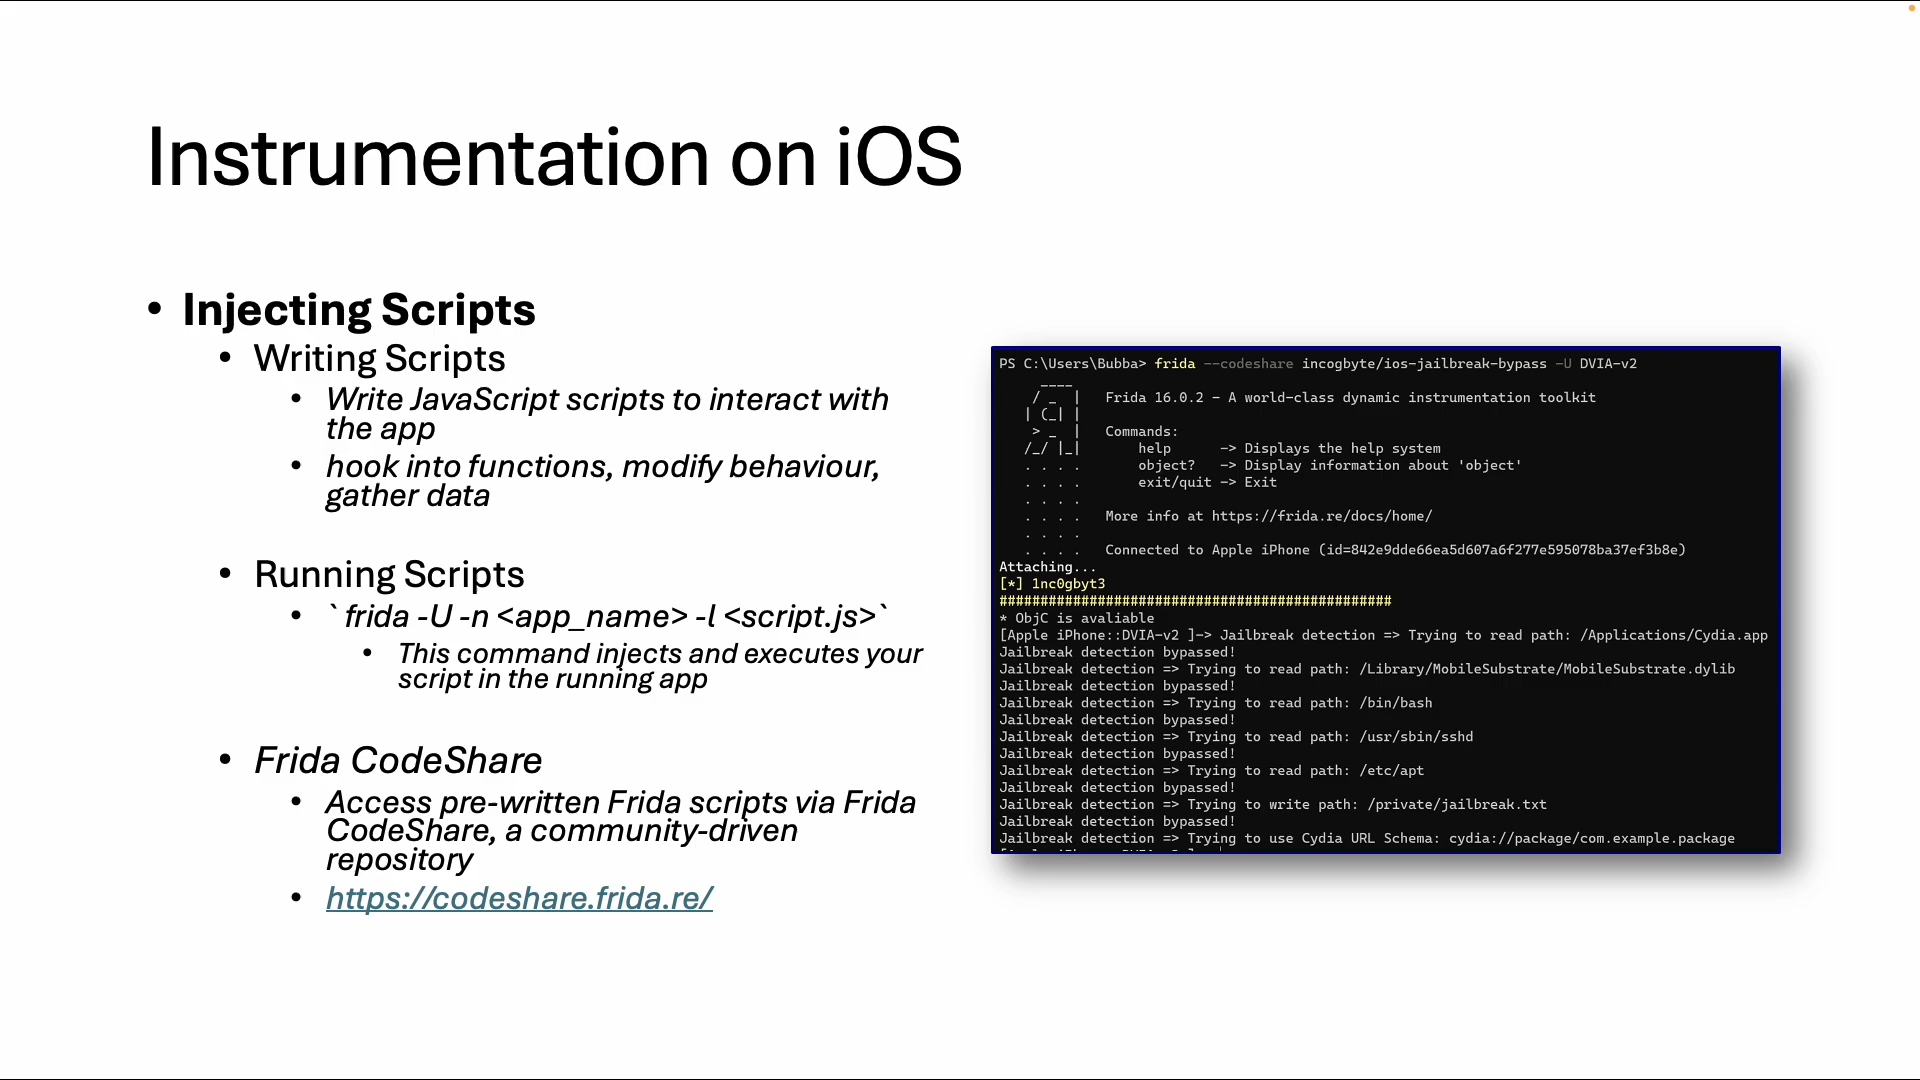 Instrumentation on iOS
• Injecting Scripts
• Writing Scripts
• Write JavaScript scripts to interact with
the app
• hook into functions, modify behaviour,
gather data
• Running Scripts
• `frida -U -n <app_name> -l <script.js>`
• This command injects and executes your
script in the running app
• Frida CodeShare
• Access pre-written Frida scripts via Frida
CodeShare, a community-driven
repository
• https://codeshare.frida.re/
PS C:\Users\Bubba> frida --codeshare incogbyte/ios-jailbreak-bypass -U DVIA-v2
____
/ _  |   Frida 16.0.2 - A world-class dynamic instrumentation toolkit
| (_| |
> _  |   Commands:
/_/ |_|       help      -> Displays the help system
. . . .       object?   -> Display information about 'object'
. . . .       exit/quit -> Exit
. . . .
. . . .   More info at https://frida.re/docs/home/
. . . .
. . . .   Connected to Apple iPhone (id=842e9dde66ea5d607a6f277e595078ba37ef3b8e)
Attaching...
[*] 1nc0gbyt3
################################################
* ObjC is avaliable
[Apple iPhone::DVIA-v2 ]-> Jailbreak detection => Trying to read path: /Applications/Cydia.app
Jailbreak detection bypassed!
Jailbreak detection => Trying to read path: /Library/MobileSubstrate/MobileSubstrate.dylib
Jailbreak detection bypassed!
Jailbreak detection => Trying to read path: /bin/bash
Jailbreak detection bypassed!
Jailbreak detection => Trying to read path: /usr/sbin/sshd
Jailbreak detection bypassed!
Jailbreak detection => Trying to read path: /etc/apt
Jailbreak detection bypassed!
Jailbreak detection => Trying to write path: /private/jailbreak.txt
Jailbreak detection bypassed!
Jailbreak detection => Trying to use Cydia URL Schema: cydia://package/com.example.package